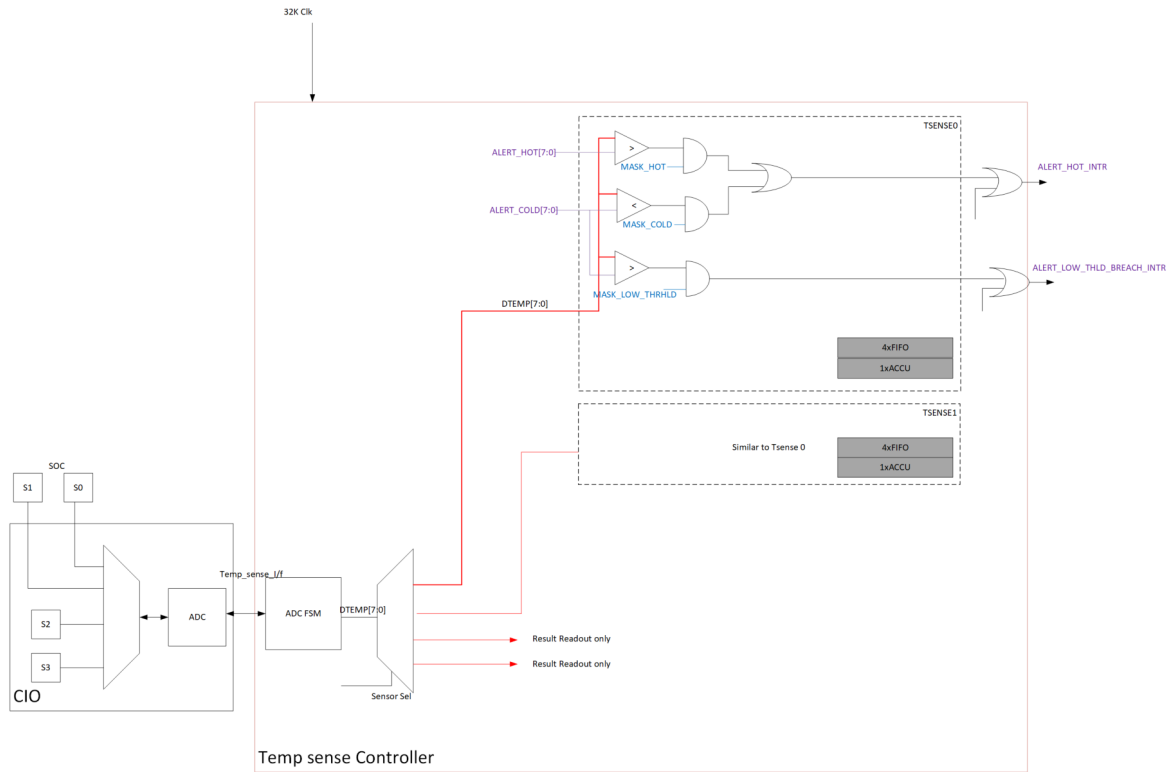 32K Clk
TSENSE0
ALERT_HOT[7:0]
>
MASK_HOT
ALERT_HOT_INTR
ALERT_COLD[7:0]
<
MASK_COLD
>
ALERT_LOW_THLD_BREACH_INTR
MASK_LOW_THRHLD
DTEMP[7:0]
4xFIFO
1xACCU
TSENSE1
Similar to Tsense 0
4xFIFO
1xACCU
SOC
S1
S0
Temp_sense_I/f
ADC
ADC FSM
DTEMP[7:0]
S2
Result Readout only
S3
Result Readout only
Sensor Sel
CIO
Temp sense Controller